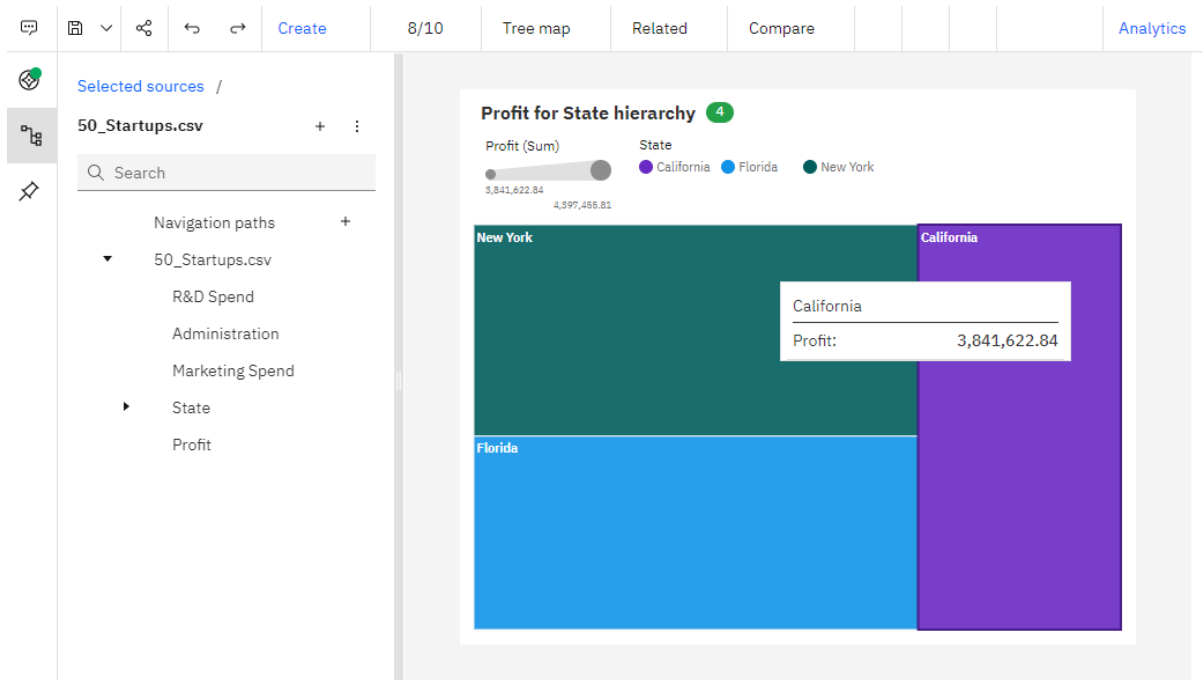 Create 8/10 Tree map Related Compare Analytics
Selected sources /
50_Startups.csv + 
Search
Navigation paths +
50_Startups.csv
R&D Spend
Administration
Marketing Spend
State
Profit
Profit for State hierarchy 4
Profit (Sum)
3,841,622.84
4,397,455.81
State
California Florida New York
New York
California
Florida
California
Profit: 3,841,622.84